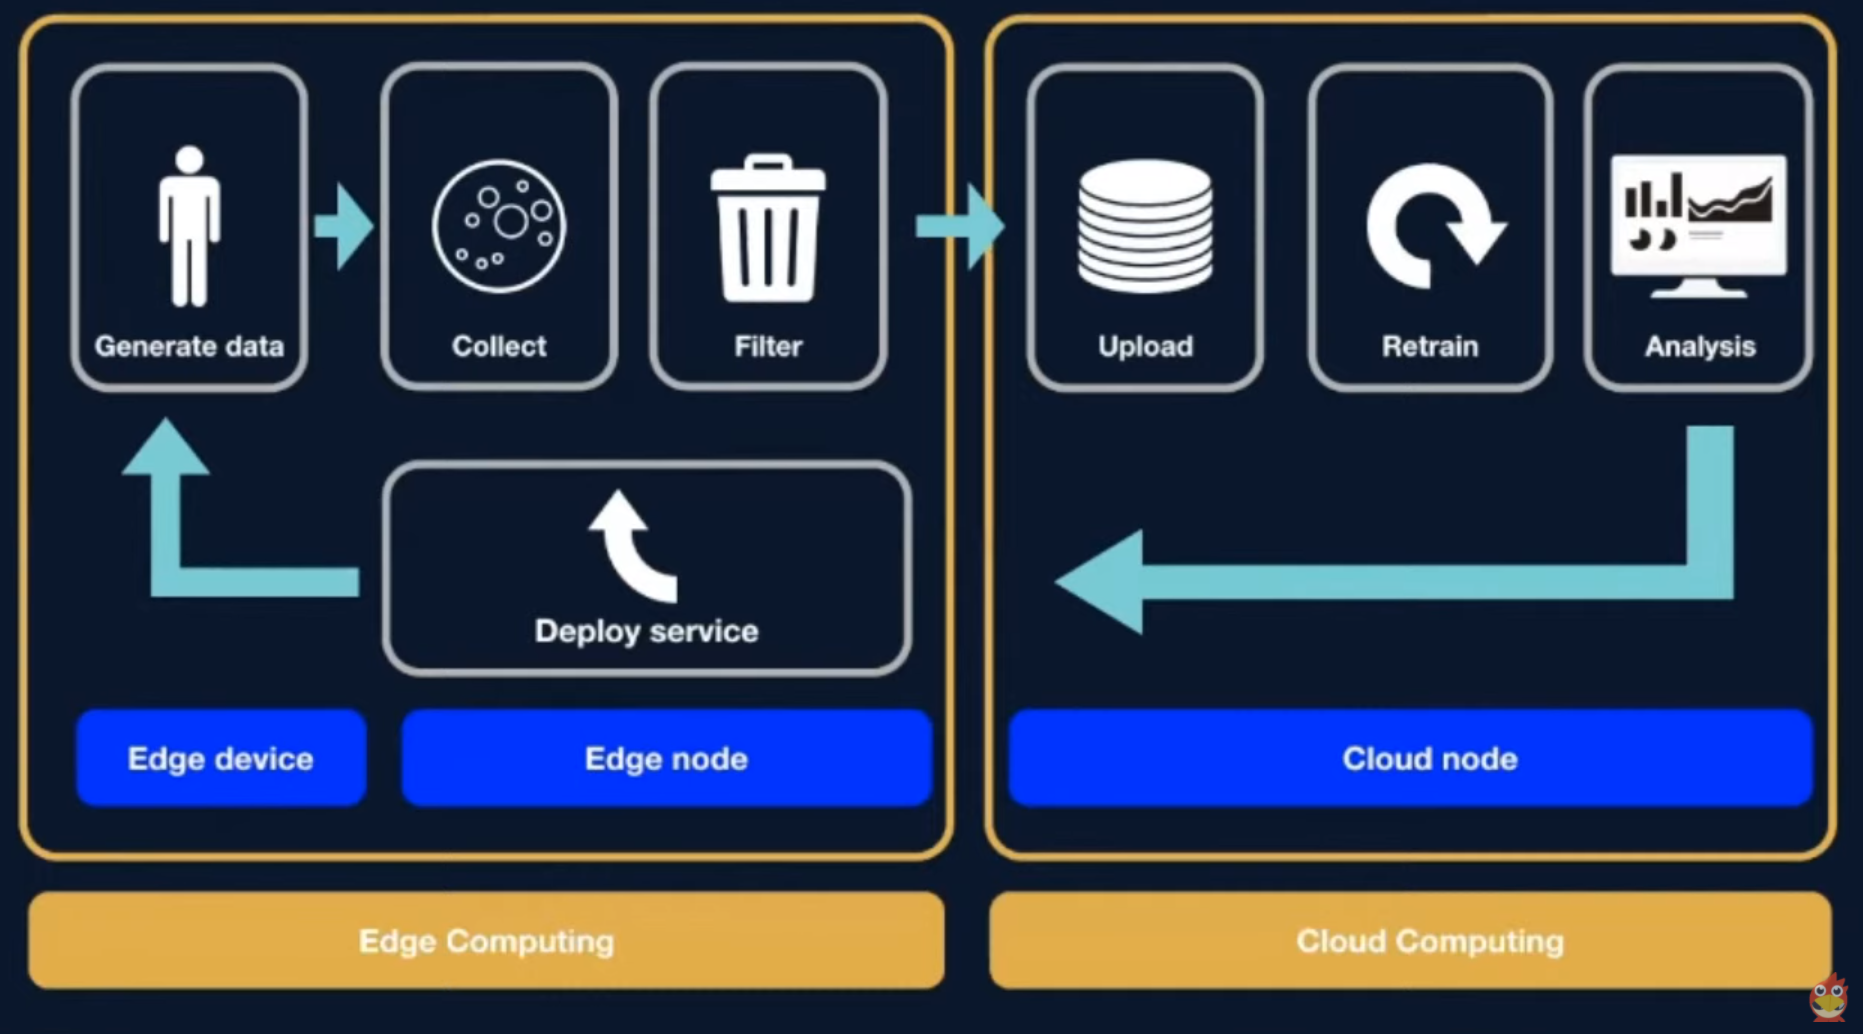 Generate data
Collect
Filter
Upload
Retrain
Analysis
Deploy service
Edge device
Edge node
Cloud node
Edge Computing
Cloud Computing